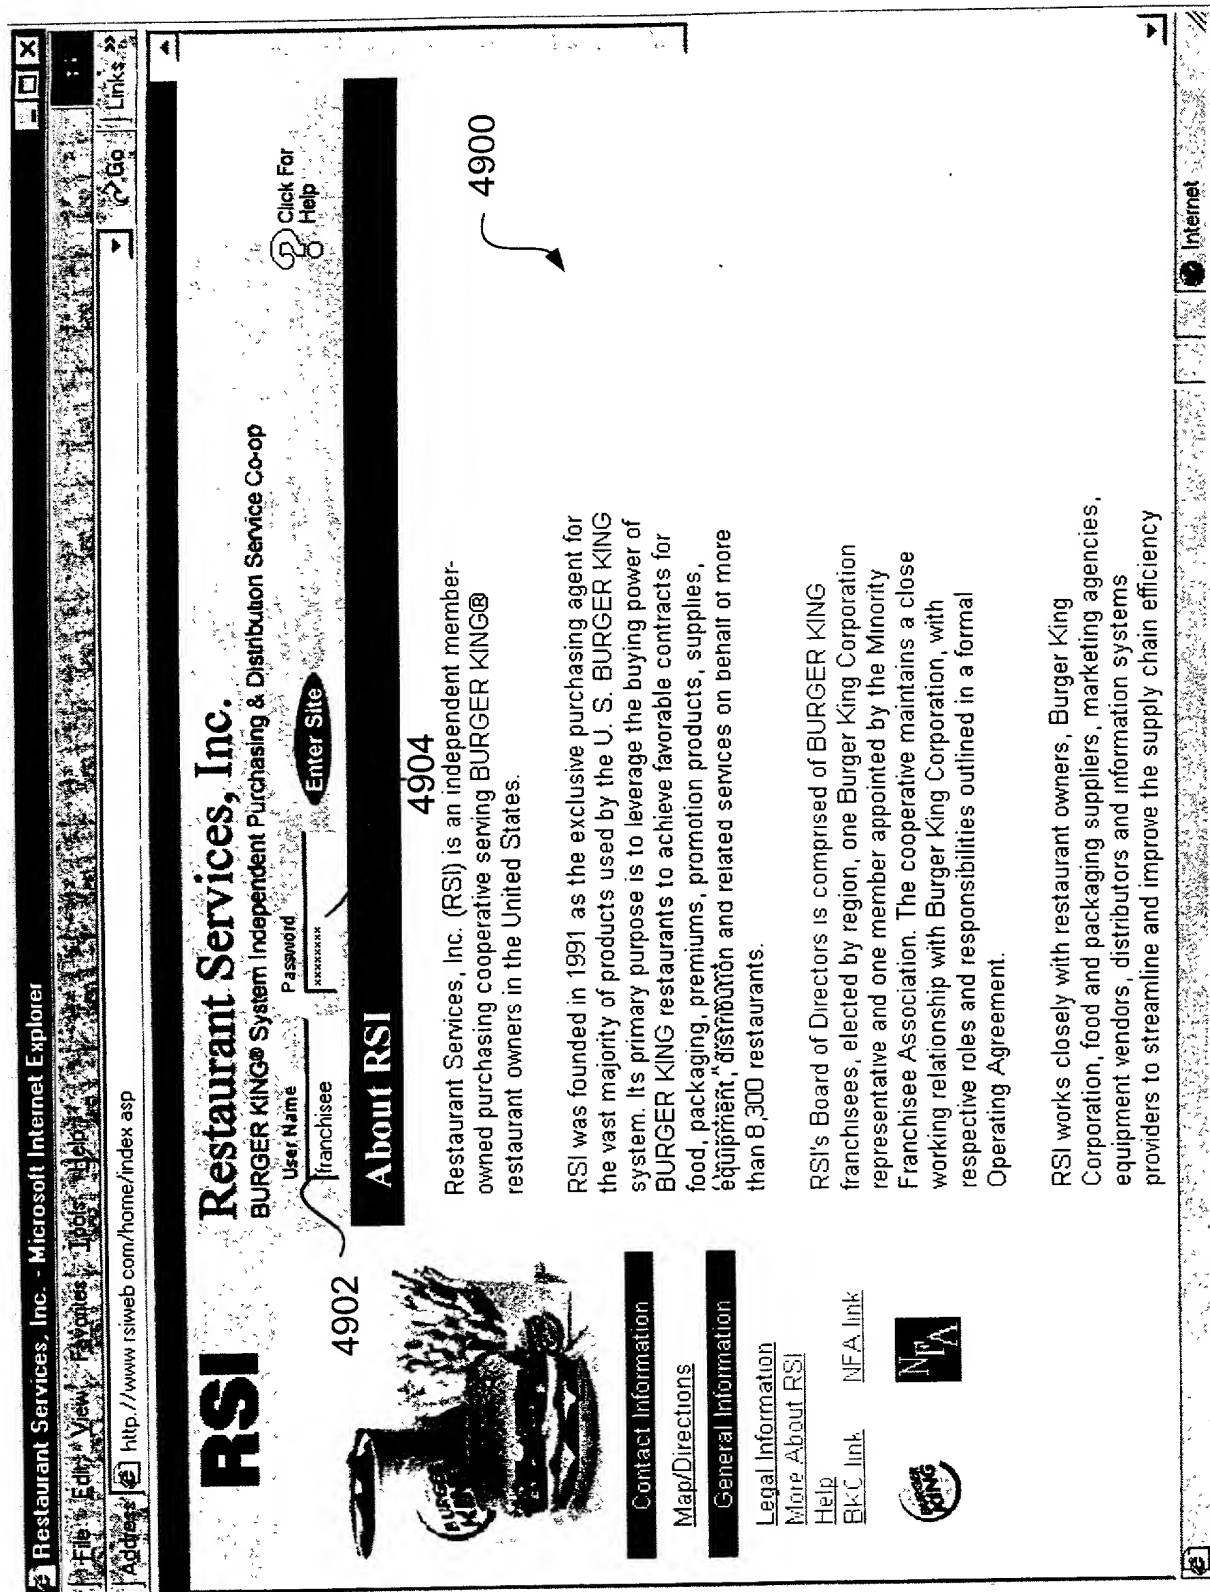 Restaurant Services, Inc. - Microsoft Internet Explorer
File Edit View Favorites Tools Help
Address http://www rsiweb com/home/index asp Go Links »
RSI
Restaurant Services, Inc.
BURGER KING® System Independent Purchasing & Distribution Service Co-op
User Name Password
franchisee xxxxxxxx Enter Site
Click For
Help
4902
4904
4900
About RSI
BURGER
KING
Contact Information
Map/Directions
General Information
Legal Information
More About RSI
Help
BKC link NFA link
BURGER
KING
NFA
Restaurant Services, Inc. (RSI) is an independent member-
owned purchasing cooperative serving BURGER KING®
restaurant owners in the United States.
RSI was founded in 1991 as the exclusive purchasing agent for
the vast majority of products used by the U. S. BURGER KING
system. Its primary purpose is to leverage the buying power of
BURGER KING restaurants to achieve favorable contracts for
food, packaging, premiums, promotion products, supplies,
equipment, distribution and related services on behalf of more
than 8,300 restaurants.
RSI's Board of Directors is comprised of BURGER KING
franchisees, elected by region, one Burger King Corporation
representative and one member appointed by the Minority
Franchisee Association. The cooperative maintains a close
working relationship with Burger King Corporation, with
respective roles and responsibilities outlined in a formal
Operating Agreement.
RSI works closely with restaurant owners, Burger King
Corporation, food and packaging suppliers, marketing agencies,
equipment vendors, distributors and information systems
providers to streamline and improve the supply chain efficiency
Internet